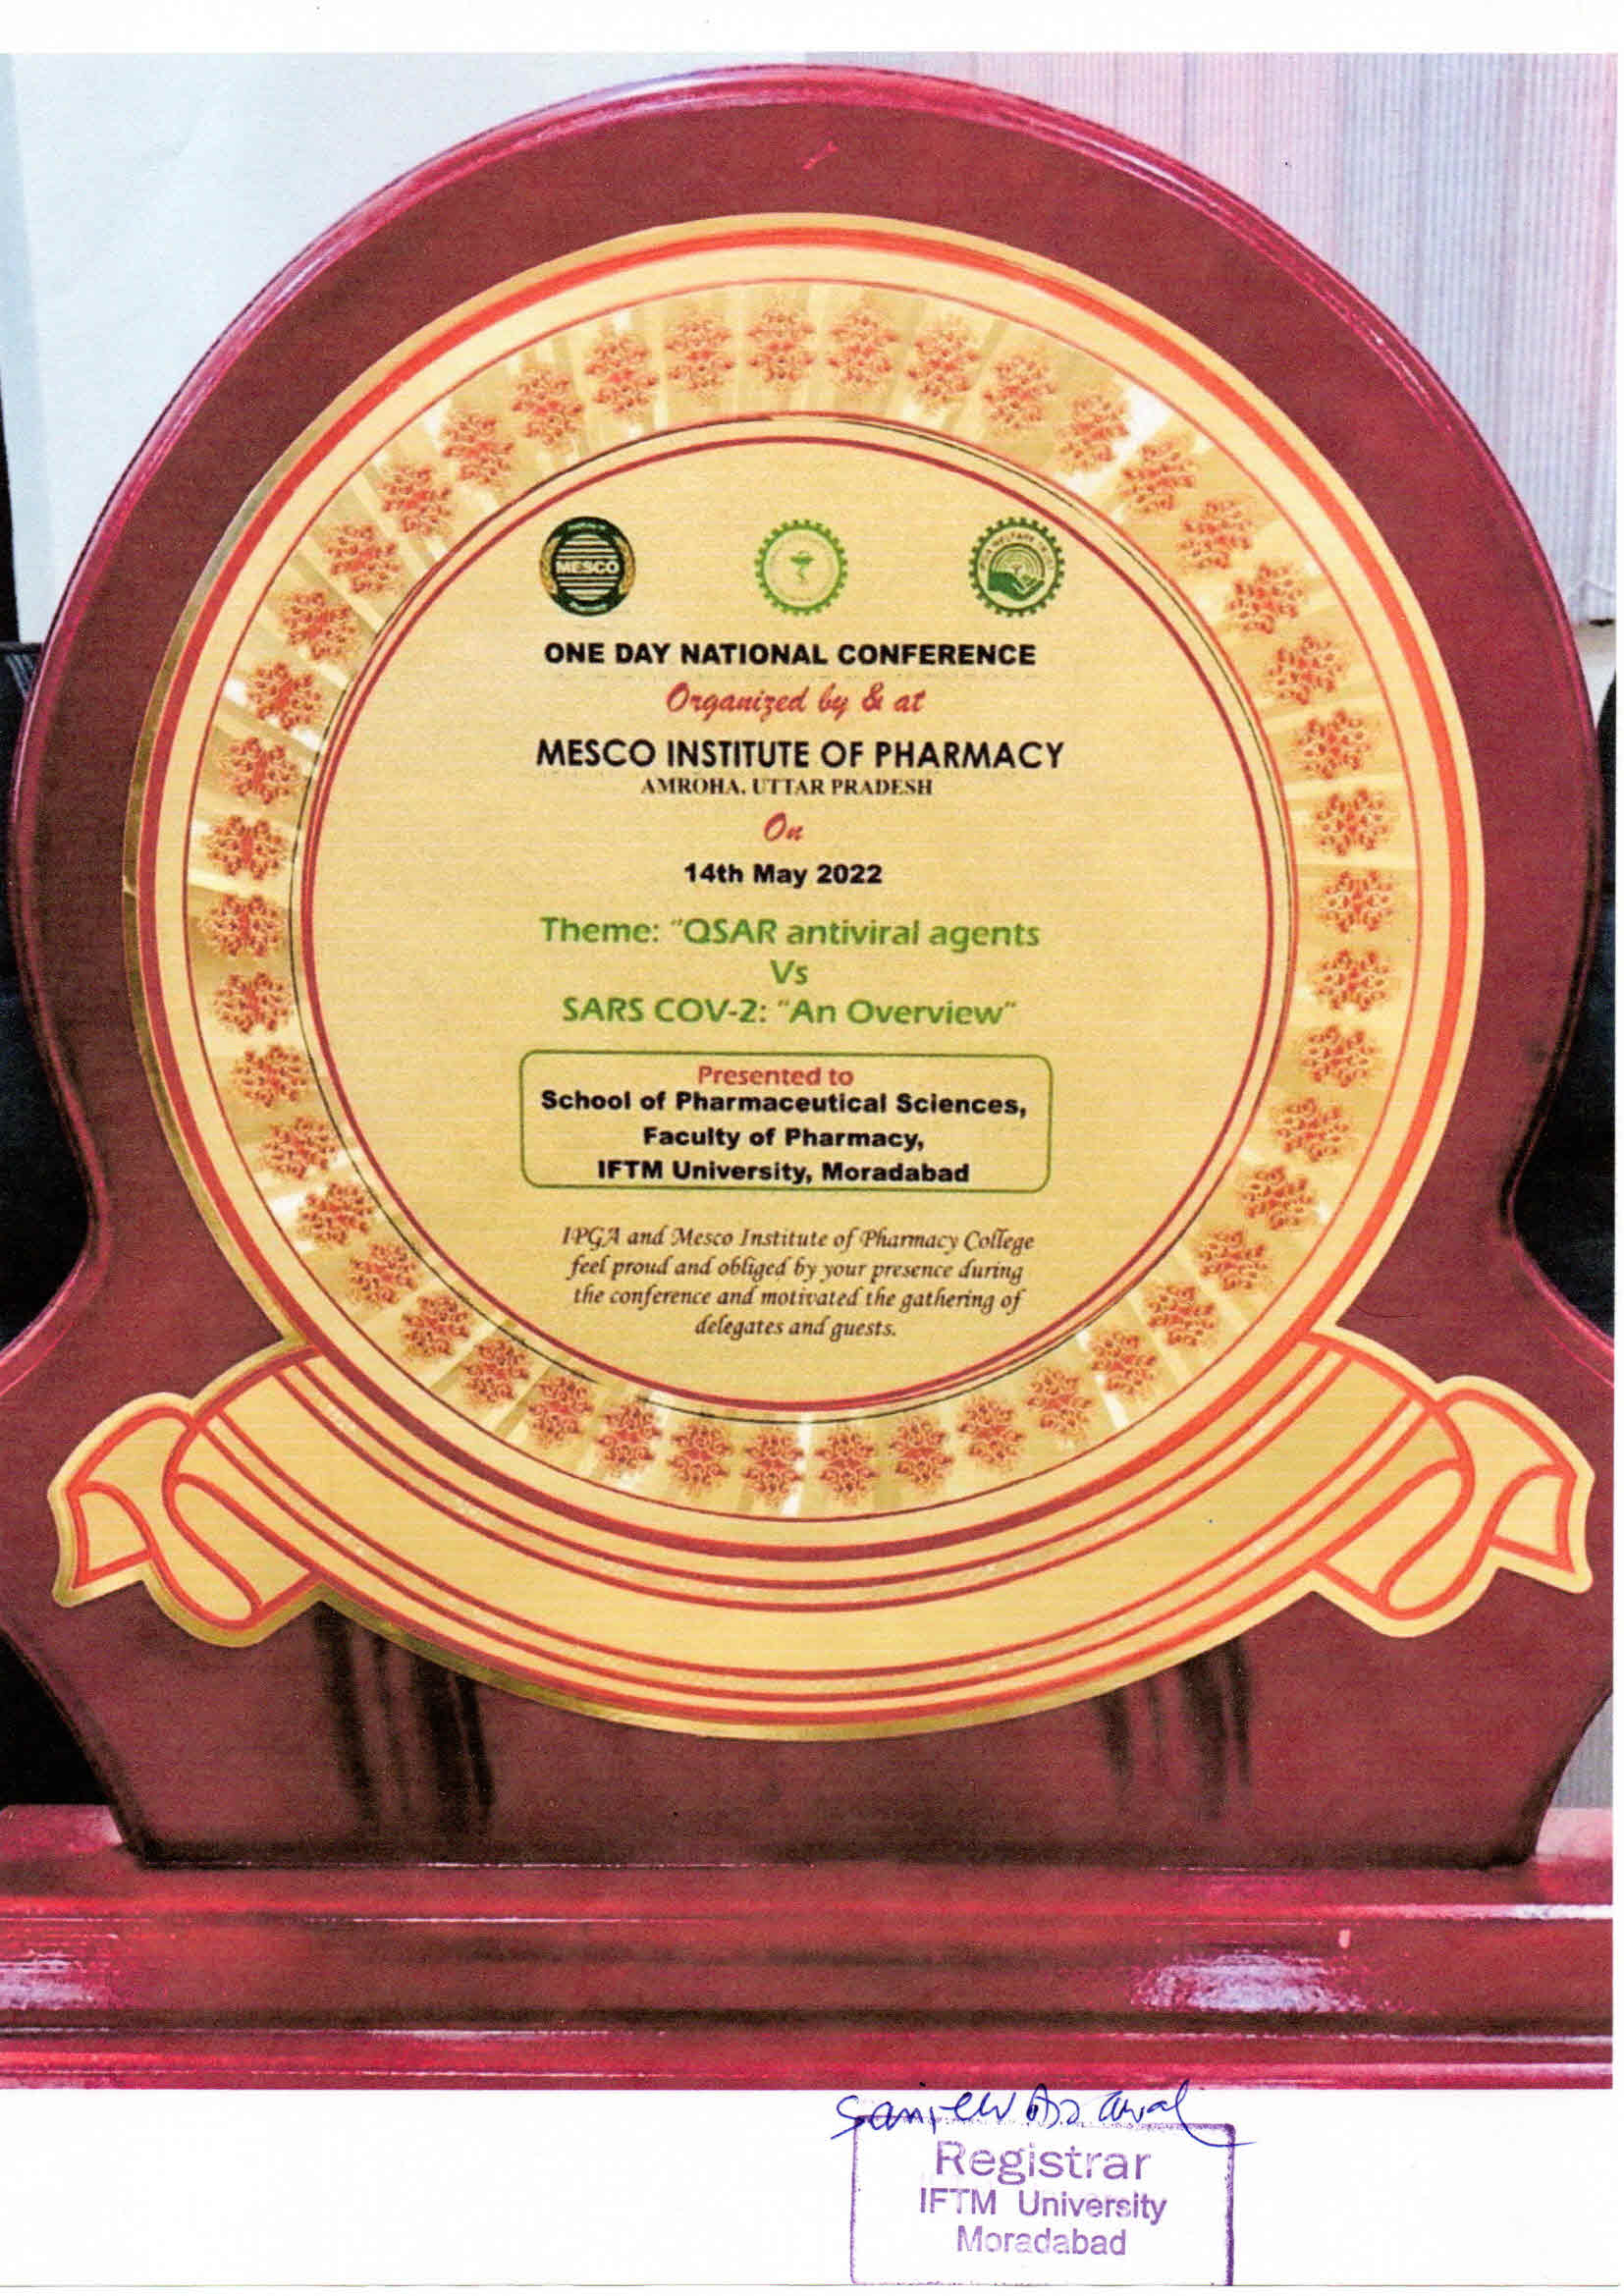 MESCO
ONE DAY NATIONAL CONFERENCE
Organized by & at
MESCO INSTITUTE OF PHARMACY
AMROHA, UTTAR PRADESH
On
14th May 2022
Theme: "QSAR antiviral agents
Vs
SARS COV-2: "An Overview"
Presented to
School of Pharmaceutical Sciences,
Faculty of Pharmacy,
IFTM University, Moradabad
IPGA and Mesco Institute of Pharmacy College
feel proud and obliged by your presence during
the conference and motivated the gathering of
delegates and guests.
Registrar
IFTM University
Moradabad